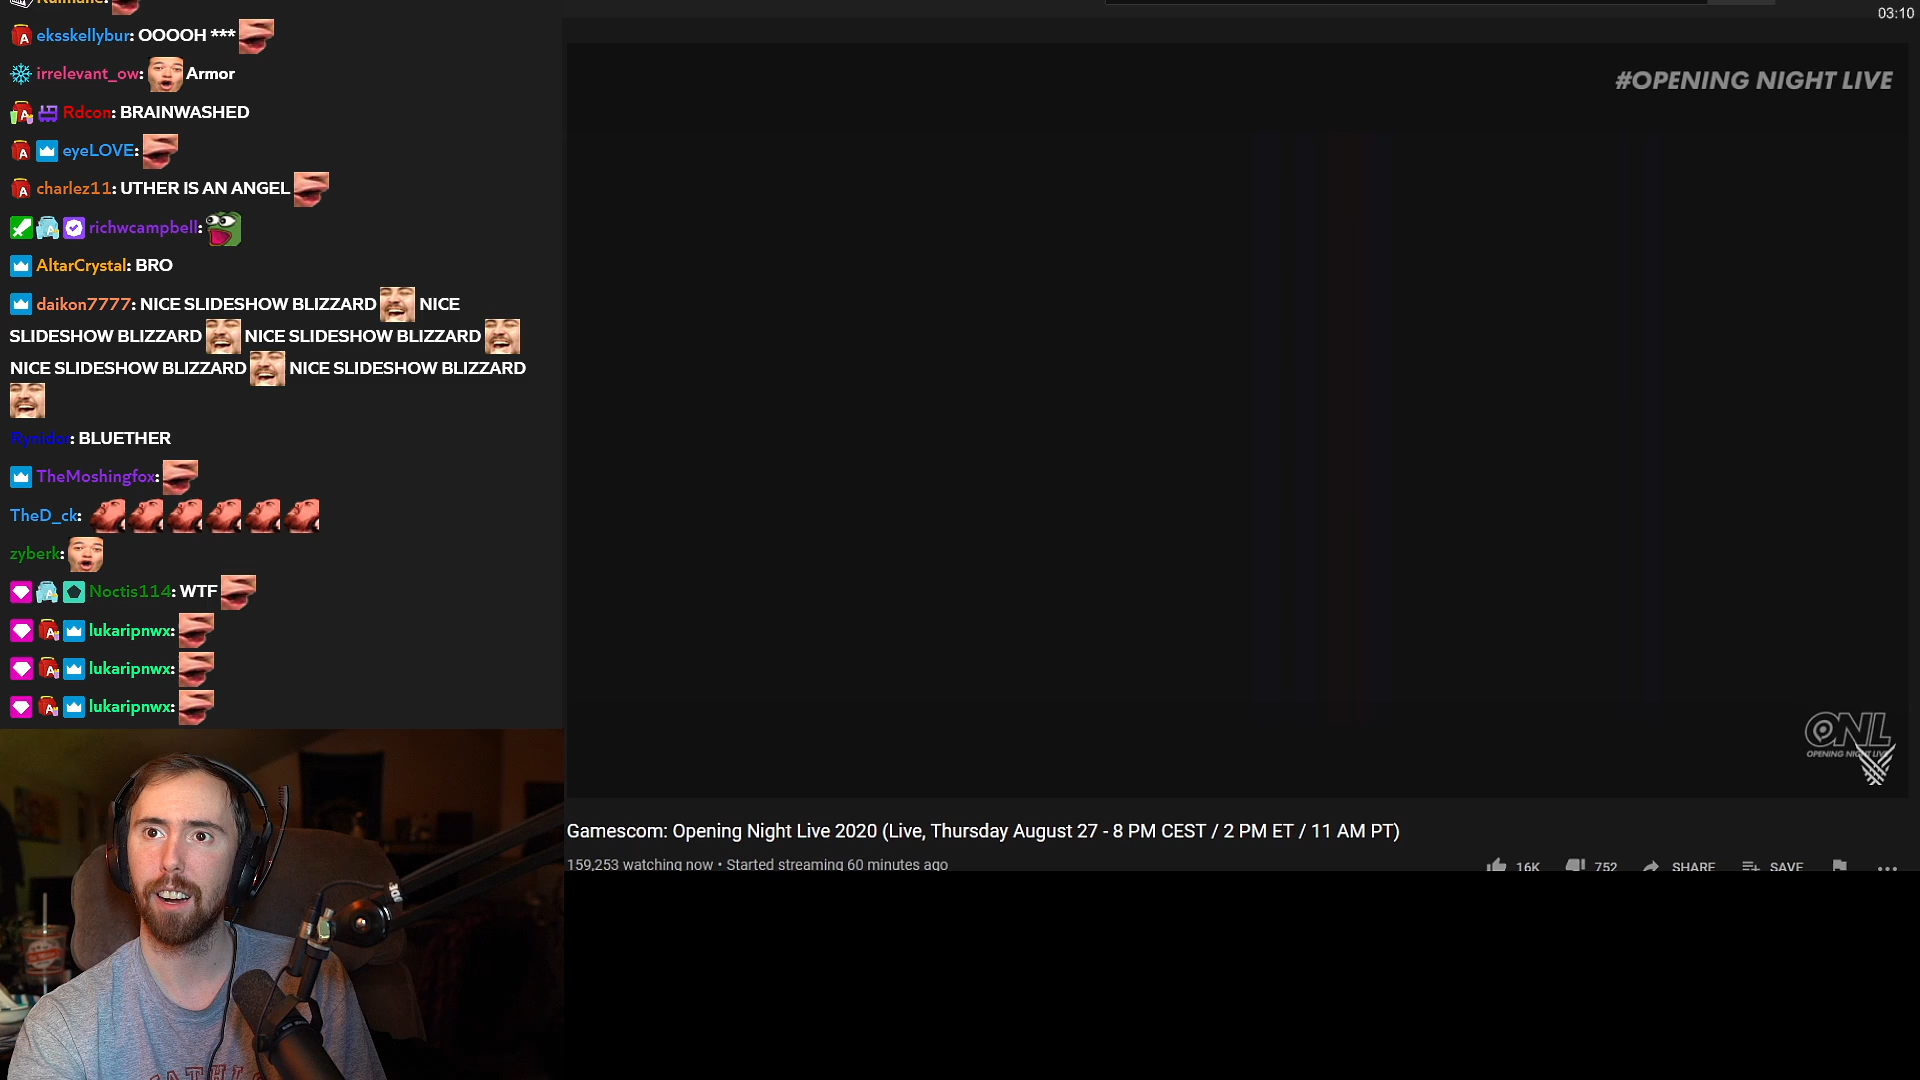 eksskellybur: OOOOH ***
irrelevant_ow: Armor
Rdcon: BRAINWASHED
eyeLOVE:
charlez11: UTHER IS AN ANGEL
richwcampbell:
AltarCrystal: BRO
daikon7777: NICE SLIDESHOW BLIZZARD NICE
SLIDESHOW BLIZZARD NICE SLIDESHOW BLIZZARD
NICE SLIDESHOW BLIZZARD NICE SLIDESHOW BLIZZARD
Rynidor: BLUETHER
TheMoshingfox:
TheD_ck:
zyberk:
Noctis114: WTF
lukaripnwx:
lukaripnwx:
lukaripnwx:
03:10
#OPENING NIGHT LIVE
ONL
OPENING NIGHT LIVE
Gamescom: Opening Night Live 2020 (Live, Thursday August 27 - 8 PM CEST / 2 PM ET / 11 AM PT)
159,253 watching now • Started streaming 60 minutes ago
16K 752 SHARE SAVE